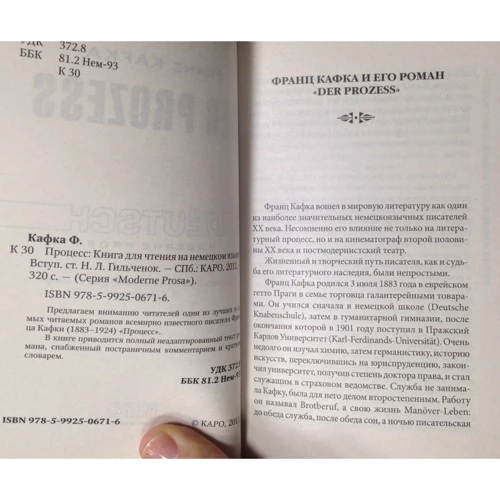 УДК 372.8
ББК 81.2 Нем-93
К 30
Кафка Ф.
К 30 Процесс: Книга для чтения на немецком
Вступ. ст. Н. Л. Гильченок. – СПб.: КАРО,
320 с. – (Серия «Moderne Prosa»).
ISBN 978-5-9925-0671-6.
Предлагаем вниманию читателей один из лучших
мых читаемых романов всемирно известного писателя
ца Кафки (1883–1924) «Процесс».
В книге приводится полный неадаптированный текст
мана, снабженный постраничным комментарием и
словарем.
УДК 372.
ББК 81.2 Нем-93
ISBN 978-5-9925-0671-6
© КАРО,
ФРАНЦ КАФКА И ЕГО РОМАН
«DER PROZESS»
Франц Кафка вошел в мировую литературу как один
из наиболее значительных немецкоязычных писателей
XX века. Несомненно его влияние не только на литера-
турный процесс, но и на кинематограф второй полови-
ны XX века и постмодернистский театр.
Жизненный и творческий путь писателя, как и судь-
ба его литературного наследия, были непростыми.
Франц Кафка родился 3 июля 1883 года в еврейском
гетто Праги в семье торговца галантерейными товара-
ми. Он учился в немецкой школе (Deutsche
Knabenschule), затем в гуманитарной гимназии, после
окончания которой в 1901 году поступил в Пражский
Карлов Университет (Karl-Ferdinands-Universität). Очень
недолго он изучал химию, затем германистику, историю
искусств, переключившись на юриспруденцию, закон-
чил университет, получив степень доктора права, и стал
служащим в страховом ведомстве. Служба не занима-
ла Кафку, была для него делом второстепенным. Работу
он называл Brotberuf, а свою жизнь Manöver-Leben: до
обеда служба, после обеда сон, а ночью писательская